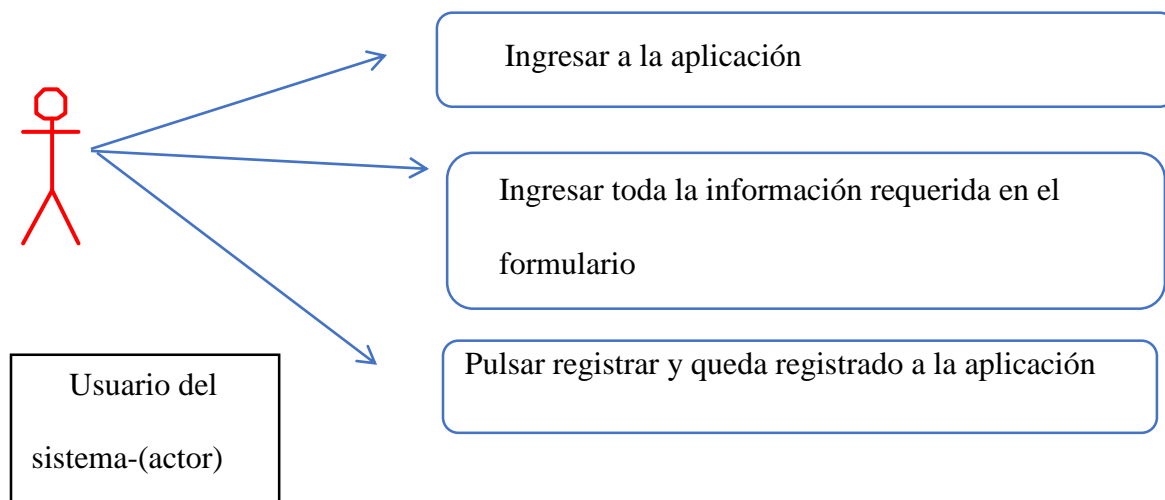 Ingresar a la aplicación
Ingresar toda la información requerida en el
formulario
Pulsar registrar y queda registrado a la aplicación
Usuario del
sistema-(actor)